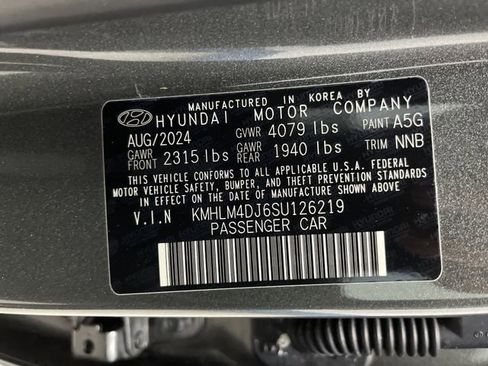 MANUFACTURED IN KOREA BY
HYUNDAI MOTOR COMPANY
AUG/2024 GVWR 4079 lbs PAINT A5G
GAWR FRONT 2315 lbs GAWR REAR 1940 lbs TRIM NNB
THIS VEHICLE CONFORMS TO ALL APPLICABLE U.S.A. FEDERAL
MOTOR VEHICLE SAFETY, BUMPER, AND THEFT PREVENTION STANDARDS
IN EFFECT ON THE DATE OF MANUFACTURE SHOWN ABOVE.
V.I.N KMHLM4DJ6SU126219
PASSENGER CAR